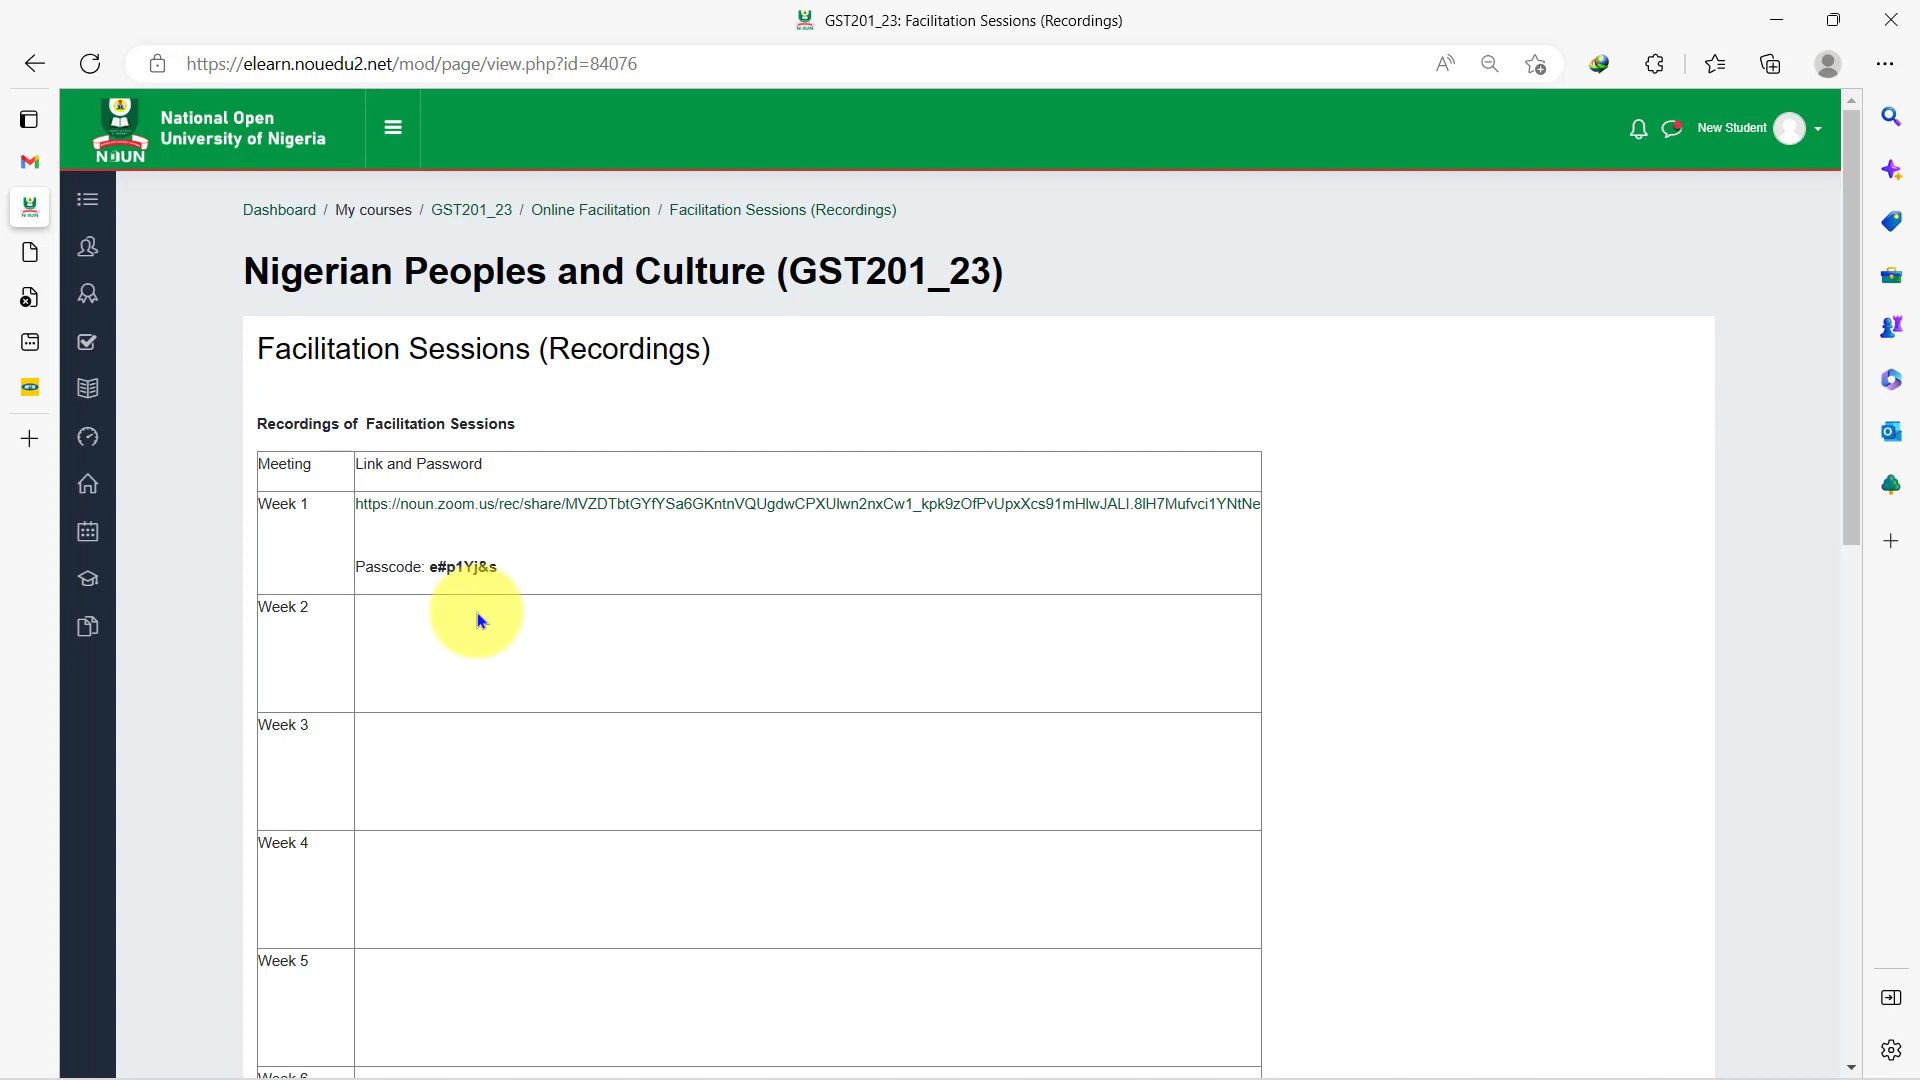 GST201_23: Facilitation Sessions (Recordings)
https://elearn.nouedu2.net/mod/page/view.php?id=84076
National Open
University of Nigeria
NOUN
New Student
Dashboard / My courses / GST201_23 / Online Facilitation / Facilitation Sessions (Recordings)
Nigerian Peoples and Culture (GST201_23)
Facilitation Sessions (Recordings)
Recordings of Facilitation Sessions
Meeting Link and Password
Week 1 https://noun.zoom.us/rec/share/MVZDTbtGYfYSa6GKntnVQUgdwCPXUlwn2nxCw1_kpk9zOfPvUpxXcs91mHlwJALI.8IH7Mufvci1YNtNe
Passcode: e#p1Yj&s
Week 2
Week 3
Week 4
Week 5
Week 6